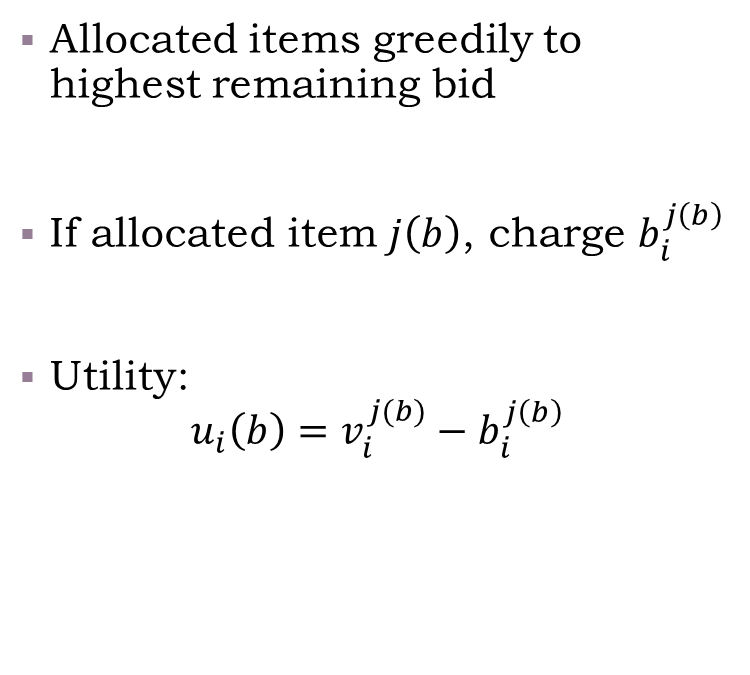 ▪ Allocated items greedily to
highest remaining bid
▪ If allocated item j(b), charge b_i^{j(b)}
▪ Utility:
u_i(b) = v_i^{j(b)} − b_i^{j(b)}